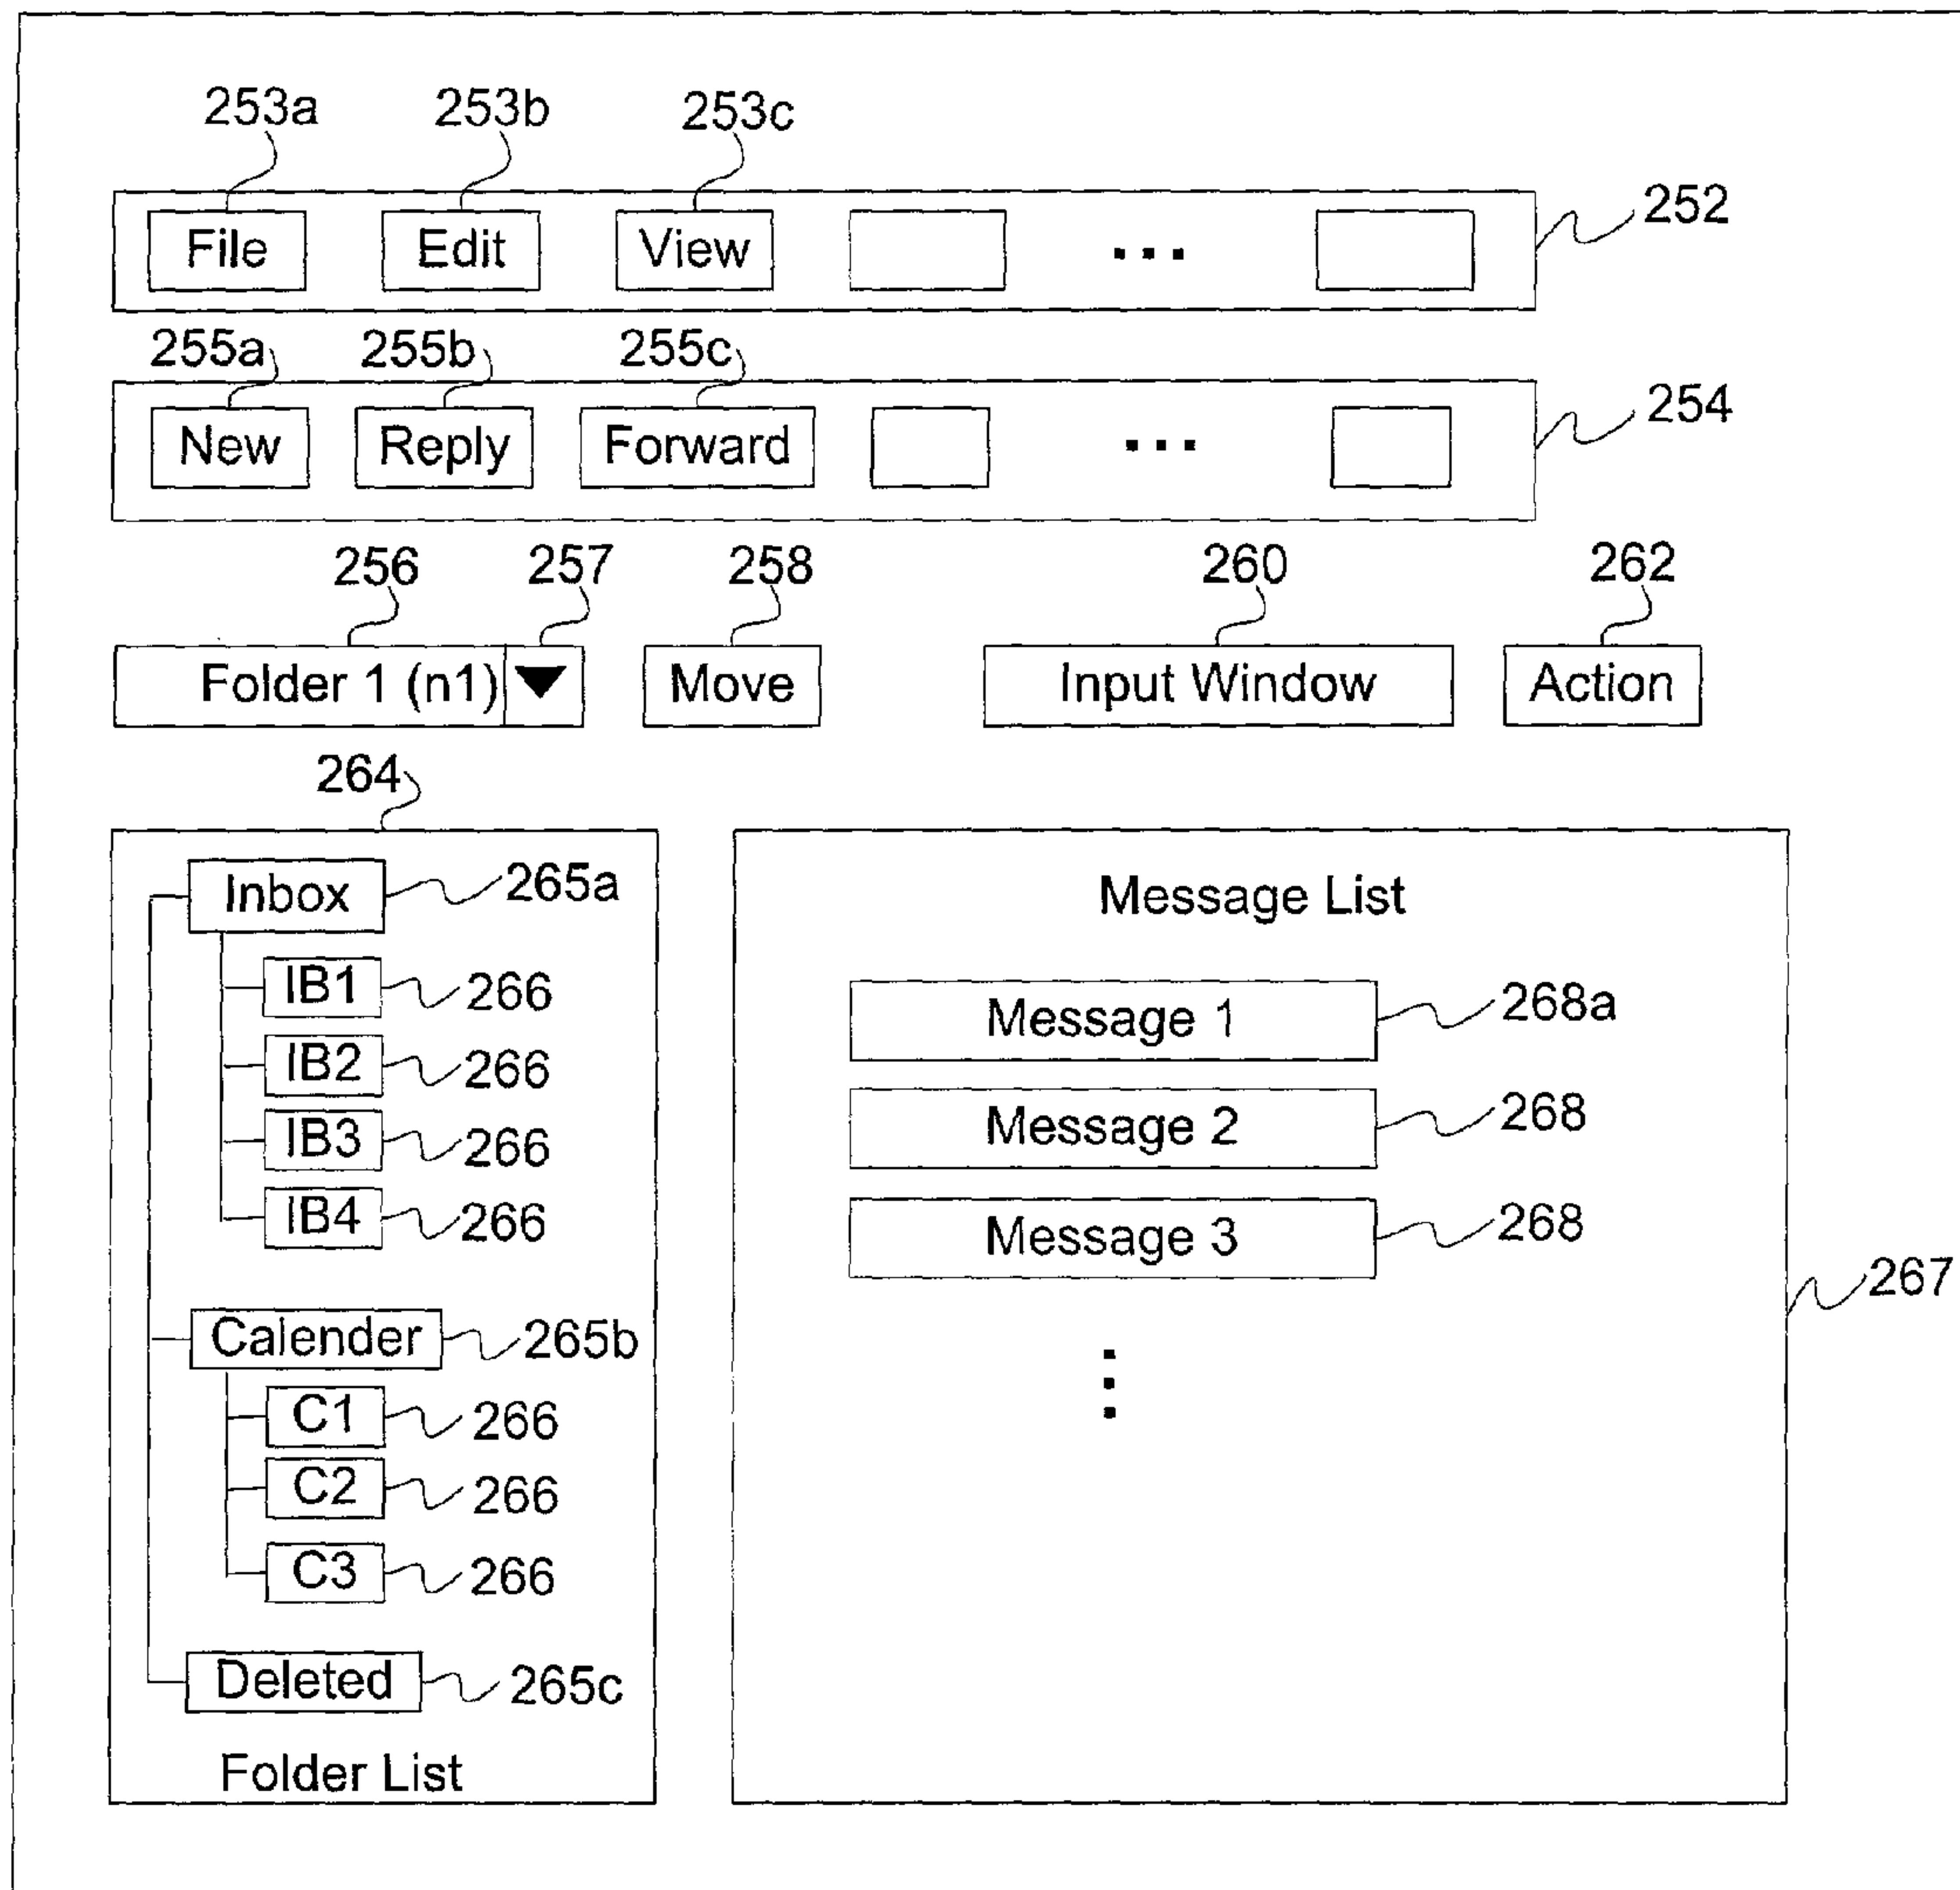 253a 253b 253c
File Edit View ... 252
255a 255b 255c
New Reply Forward ... 254
256 257 258 260 262
Folder 1 (n1) Move Input Window Action
264
Inbox 265a
IB1 266
IB2 266
IB3 266
IB4 266
Calender 265b
C1 266
C2 266
C3 266
Deleted 265c
Folder List
Message List
Message 1 268a
Message 2 268
Message 3 268
267